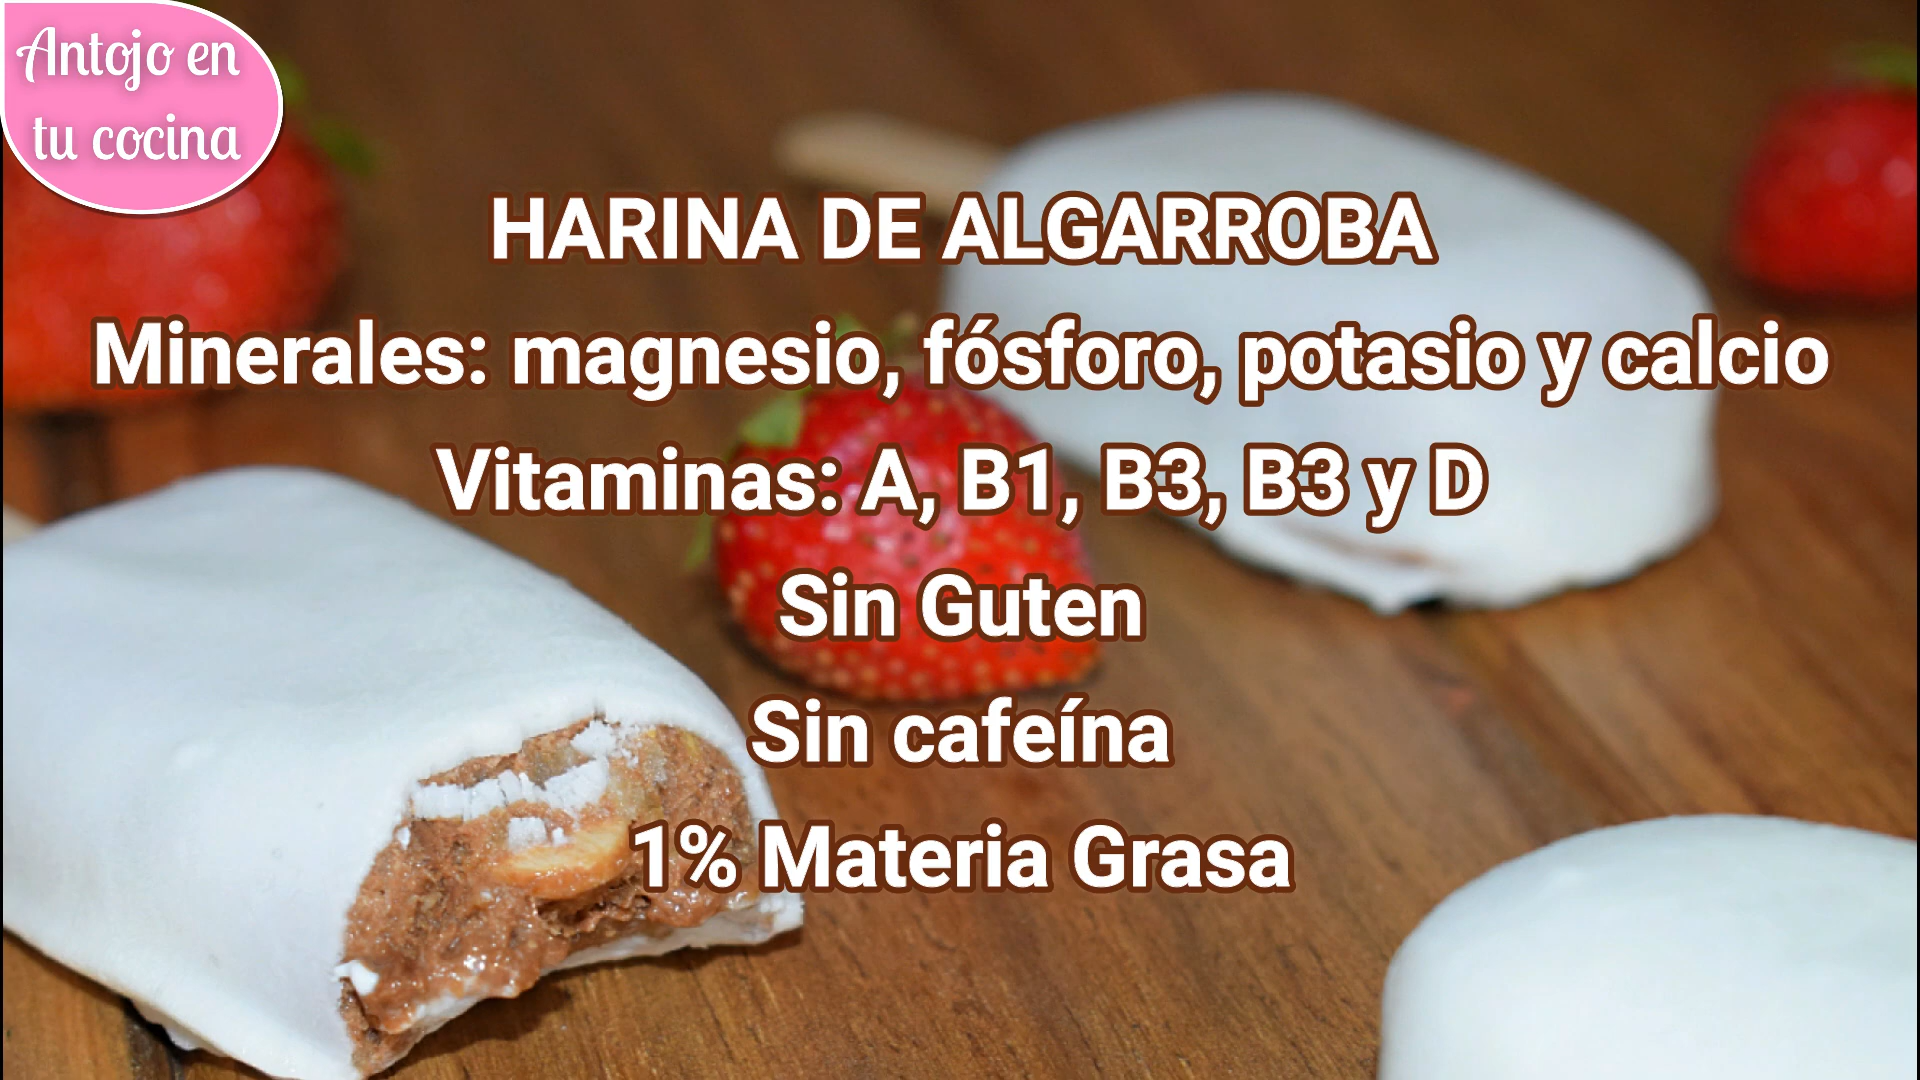 Antojo en
tu cocina
HARINA DE ALGARROBA
Minerales: magnesio, fósforo, potasio y calcio
Vitaminas: A, B1, B3, B3 y D
Sin Guten
Sin cafeína
1% Materia Grasa